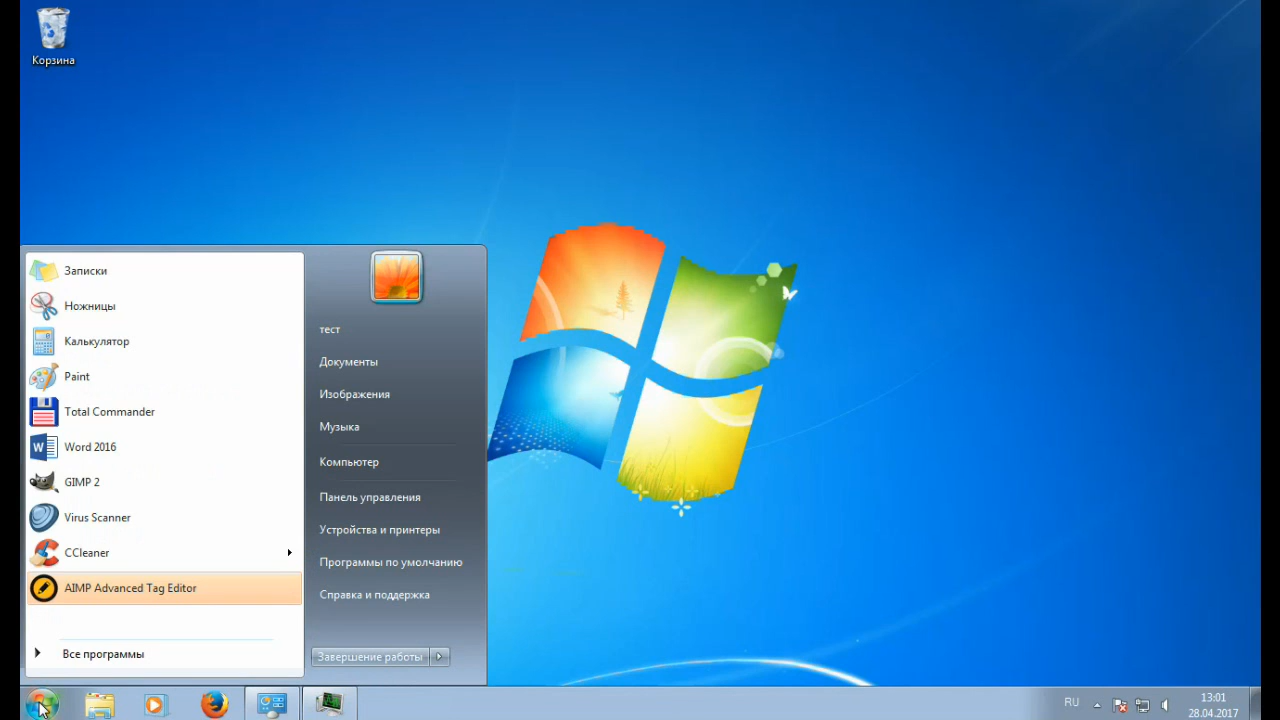 Корзина
Записки
Ножницы
Калькулятор
Paint
Total Commander
Word 2016
GIMP 2
Virus Scanner
CCleaner
AIMP Advanced Tag Editor
Все программы
тест
Документы
Изображения
Музыка
Компьютер
Панель управления
Устройства и принтеры
Программы по умолчанию
Справка и поддержка
Завершение работы
RU
13:01
28.04.2017